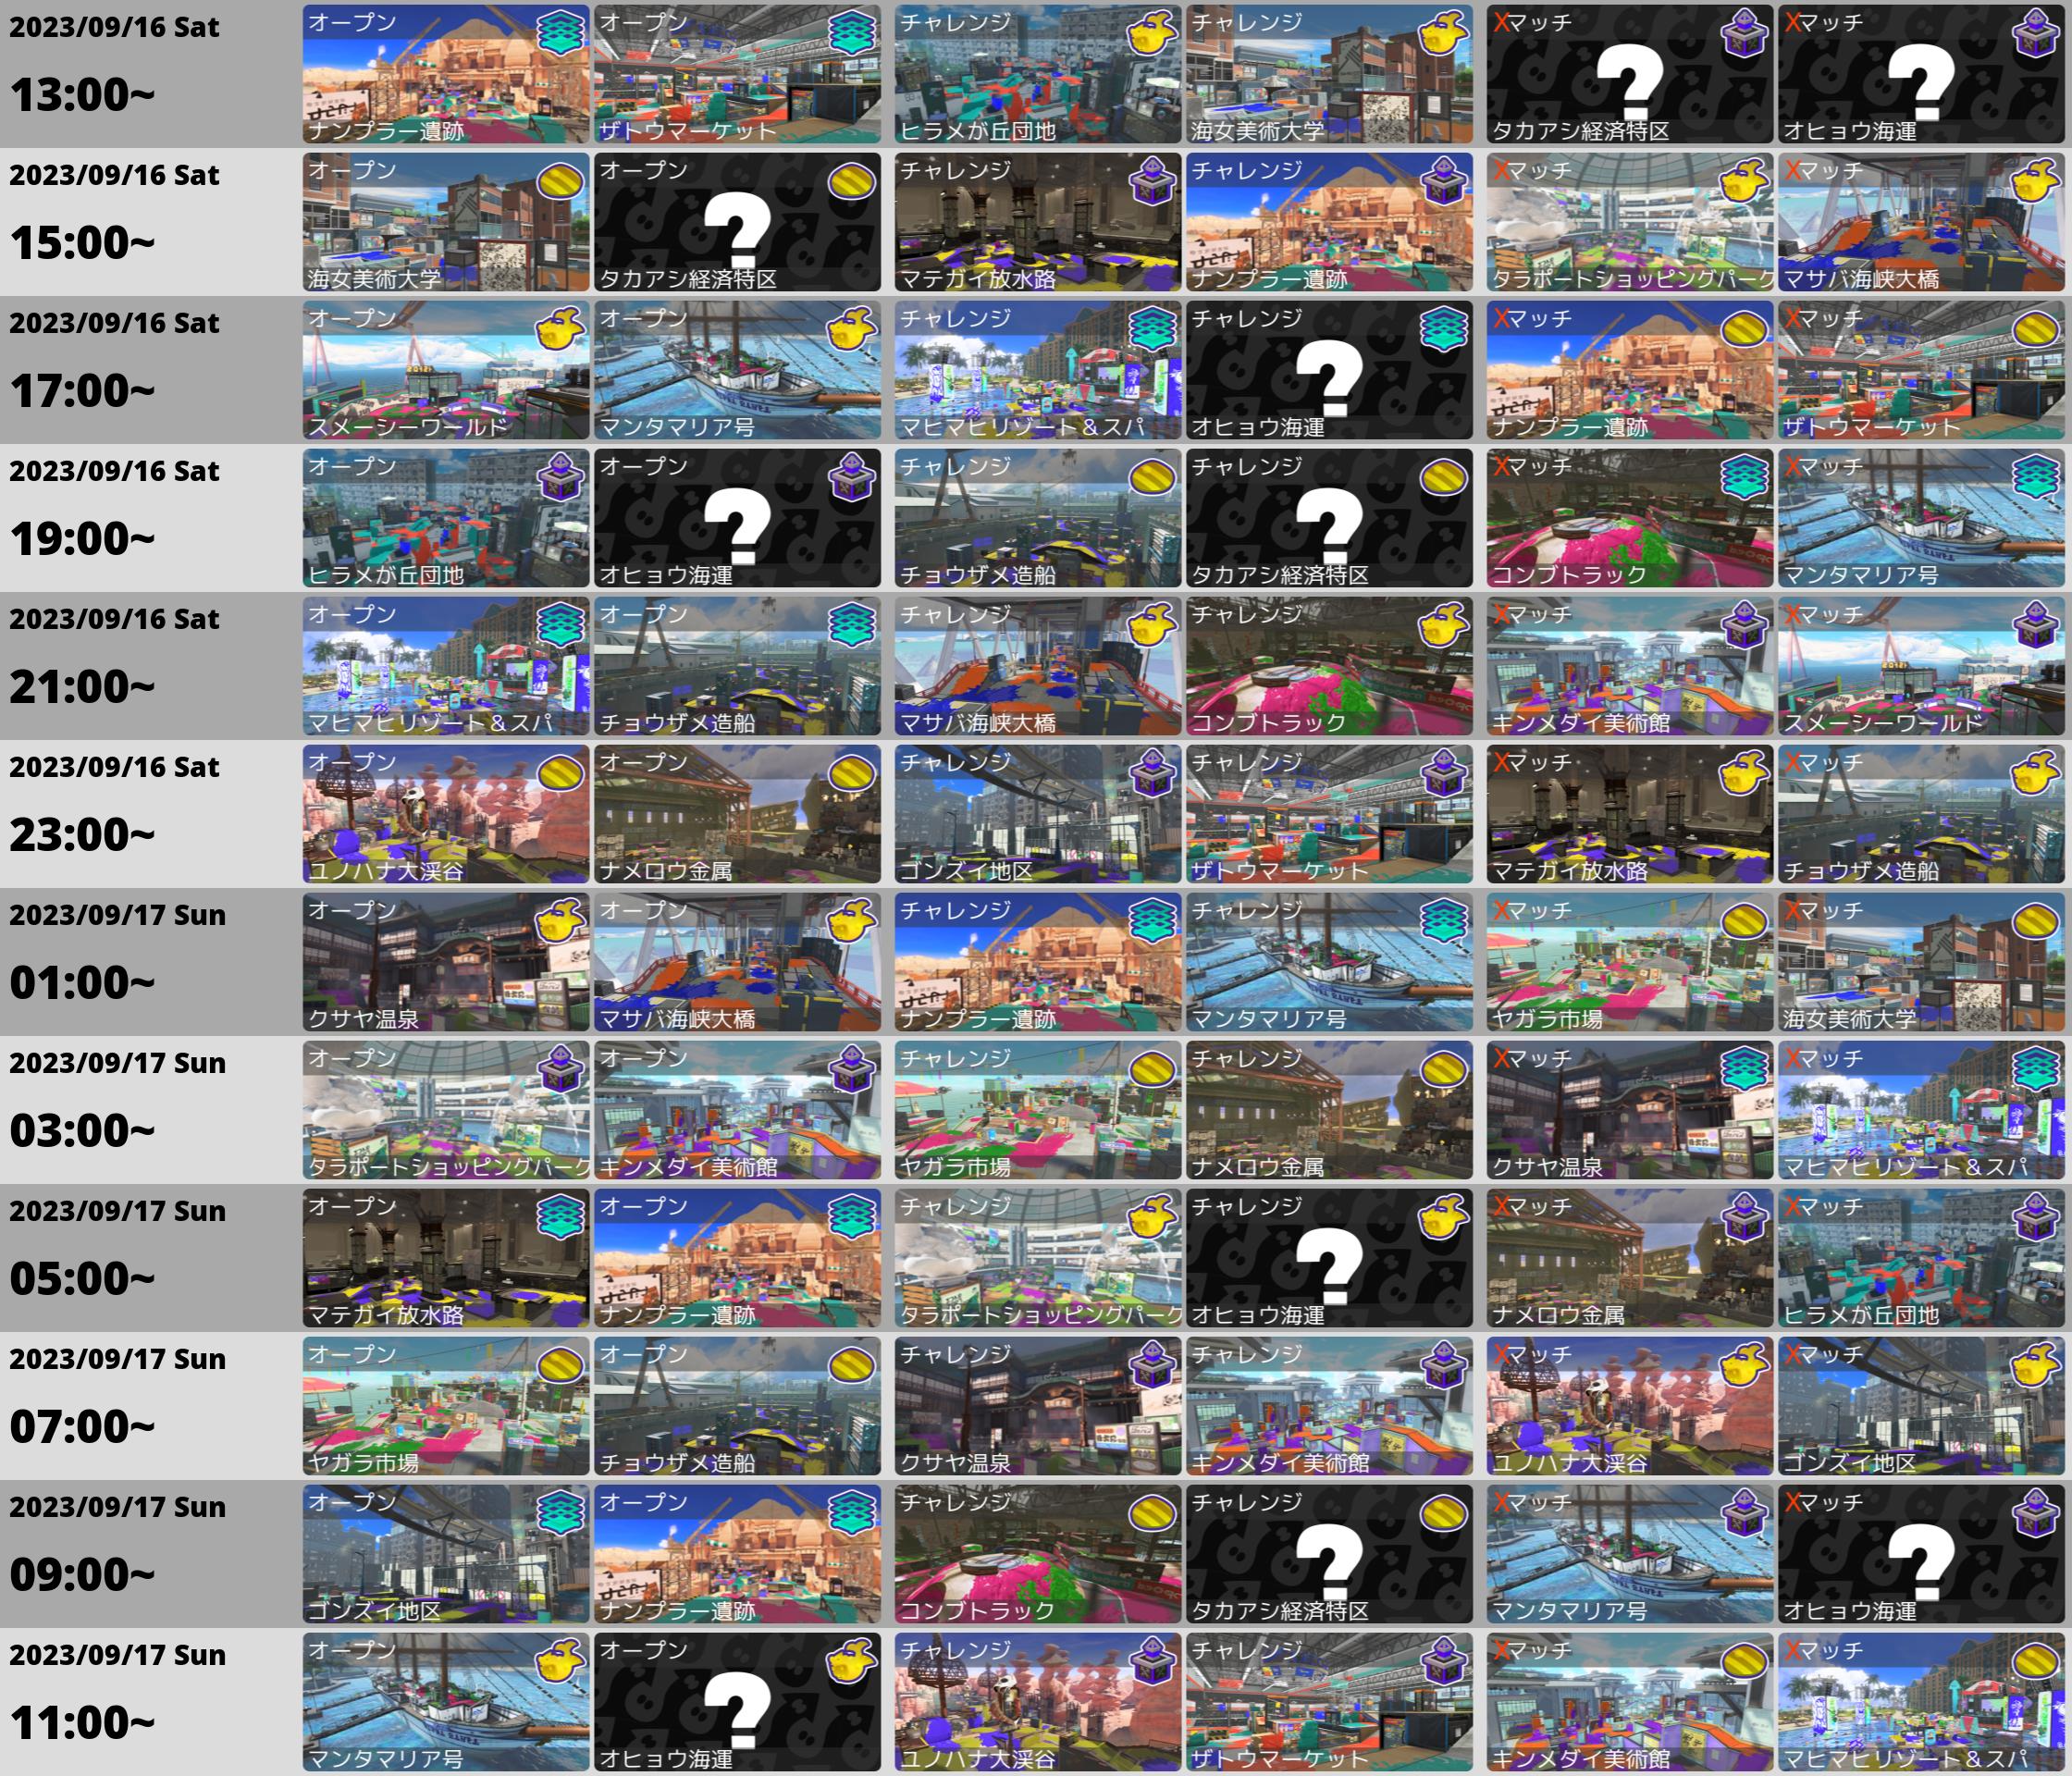 2023/09/16 Sat
13:00~
オープン
ナンプラー遺跡
オープン
ザトウマーケット
チャレンジ
ヒラメが丘団地
チャレンジ
海女美術大学
Xマッチ
タカアシ経済特区
Xマッチ
オヒョウ海運
2023/09/16 Sat
15:00~
オープン
海女美術大学
オープン
タカアシ経済特区
チャレンジ
マテガイ放水路
チャレンジ
ナンプラー遺跡
Xマッチ
タラポートショッピングパーク
Xマッチ
マサバ海峡大橋
2023/09/16 Sat
17:00~
オープン
スメーシーワールド
オープン
マンタマリア号
チャレンジ
マヒマヒリゾート&スパ
チャレンジ
オヒョウ海運
Xマッチ
ナンプラー遺跡
Xマッチ
ザトウマーケット
2023/09/16 Sat
19:00~
オープン
ヒラメが丘団地
オープン
オヒョウ海運
チャレンジ
チョウザメ造船
チャレンジ
タカアシ経済特区
Xマッチ
コンブトラック
Xマッチ
マンタマリア号
2023/09/16 Sat
21:00~
オープン
マヒマヒリゾート&スパ
オープン
チョウザメ造船
チャレンジ
マサバ海峡大橋
チャレンジ
コンブトラック
Xマッチ
キンメダイ美術館
Xマッチ
スメーシーワールド
2023/09/16 Sat
23:00~
オープン
ユノハナ大渓谷
オープン
ナメロウ金属
チャレンジ
ゴンズイ地区
チャレンジ
ザトウマーケット
Xマッチ
マテガイ放水路
Xマッチ
チョウザメ造船
2023/09/17 Sun
01:00~
オープン
クサヤ温泉
オープン
マサバ海峡大橋
チャレンジ
ナンプラー遺跡
チャレンジ
マンタマリア号
Xマッチ
ヤガラ市場
Xマッチ
海女美術大学
2023/09/17 Sun
03:00~
オープン
タラポートショッピングパーク
オープン
キンメダイ美術館
チャレンジ
ヤガラ市場
チャレンジ
ナメロウ金属
Xマッチ
クサヤ温泉
Xマッチ
マヒマヒリゾート&スパ
2023/09/17 Sun
05:00~
オープン
マテガイ放水路
オープン
ナンプラー遺跡
チャレンジ
タラポートショッピングパーク
チャレンジ
オヒョウ海運
Xマッチ
ナメロウ金属
Xマッチ
ヒラメが丘団地
2023/09/17 Sun
07:00~
オープン
ヤガラ市場
オープン
チョウザメ造船
チャレンジ
クサヤ温泉
チャレンジ
キンメダイ美術館
Xマッチ
ユノハナ大渓谷
Xマッチ
ゴンズイ地区
2023/09/17 Sun
09:00~
オープン
ゴンズイ地区
オープン
ナンプラー遺跡
チャレンジ
コンブトラック
チャレンジ
タカアシ経済特区
Xマッチ
マンタマリア号
Xマッチ
オヒョウ海運
2023/09/17 Sun
11:00~
オープン
マンタマリア号
オープン
オヒョウ海運
チャレンジ
ユノハナ大渓谷
チャレンジ
ザトウマーケット
Xマッチ
キンメダイ美術館
Xマッチ
マヒマヒリゾート&スパ